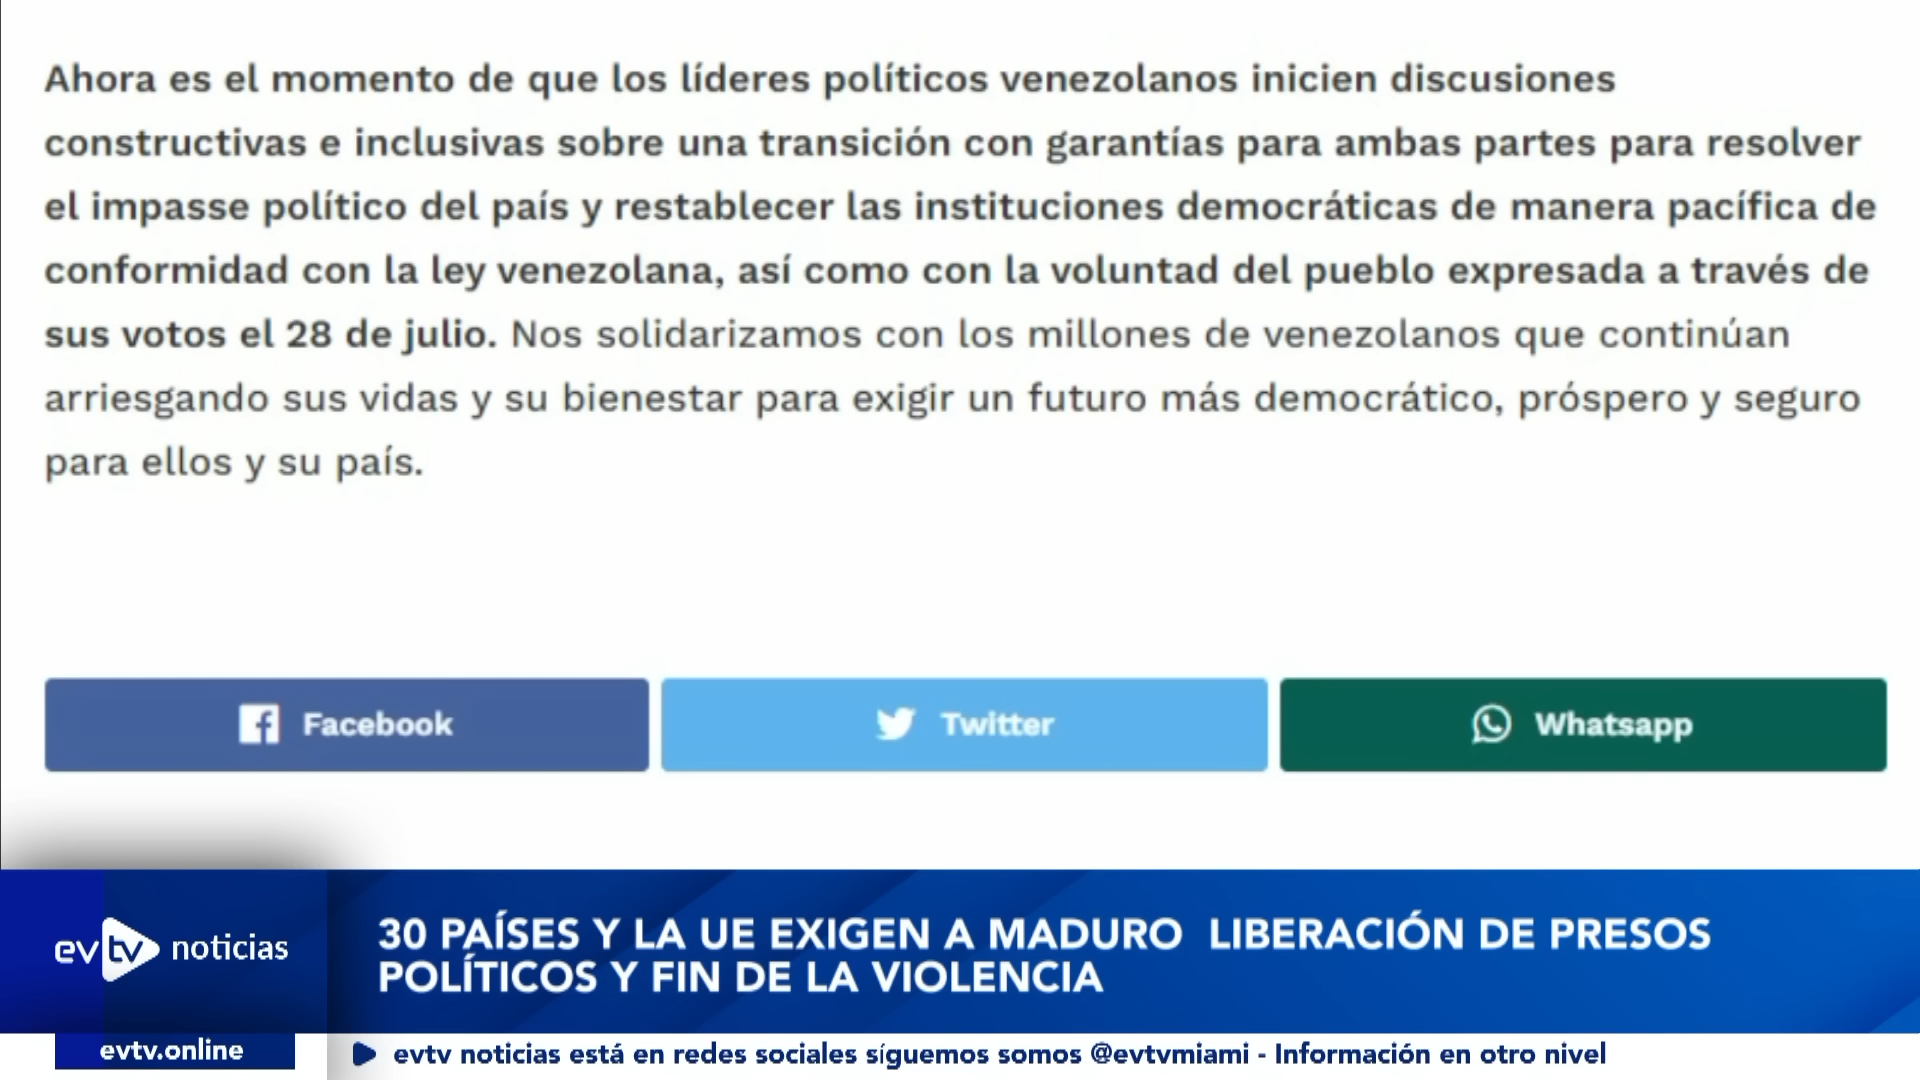 Ahora es el momento de que los líderes políticos venezolanos inicien discusiones
constructivas e inclusivas sobre una transición con garantías para ambas partes para resolver
el impasse político del país y restablecer las instituciones democráticas de manera pacífica de
conformidad con la ley venezolana, así como con la voluntad del pueblo expresada a través de
sus votos el 28 de julio. Nos solidarizamos con los millones de venezolanos que continúan
arriesgando sus vidas y su bienestar para exigir un futuro más democrático, próspero y seguro
para ellos y su país.
Facebook
Twitter
Whatsapp
evtv noticias
30 PAÍSES Y LA UE EXIGEN A MADURO LIBERACIÓN DE PRESOS
POLÍTICOS Y FIN DE LA VIOLENCIA
evtv.online
evtv noticias está en redes sociales síguemos somos @evtvmiami - Información en otro nivel